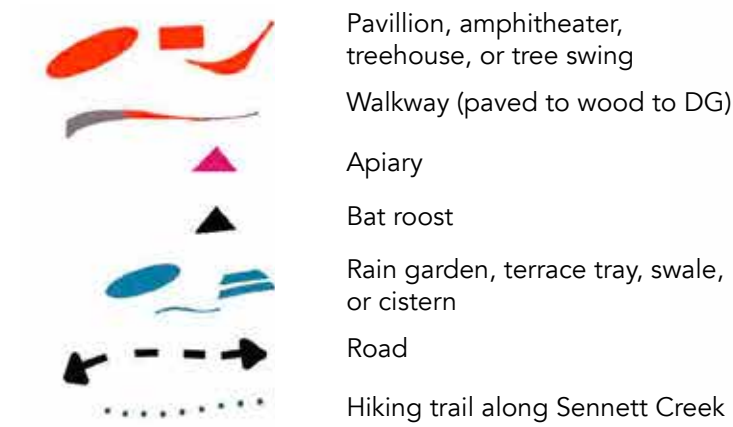 Pavillion, amphitheater,
treehouse, or tree swing
Walkway (paved to wood to DG)
Apiary
Bat roost
Rain garden, terrace tray, swale,
or cistern
Road
Hiking trail along Sennett Creek